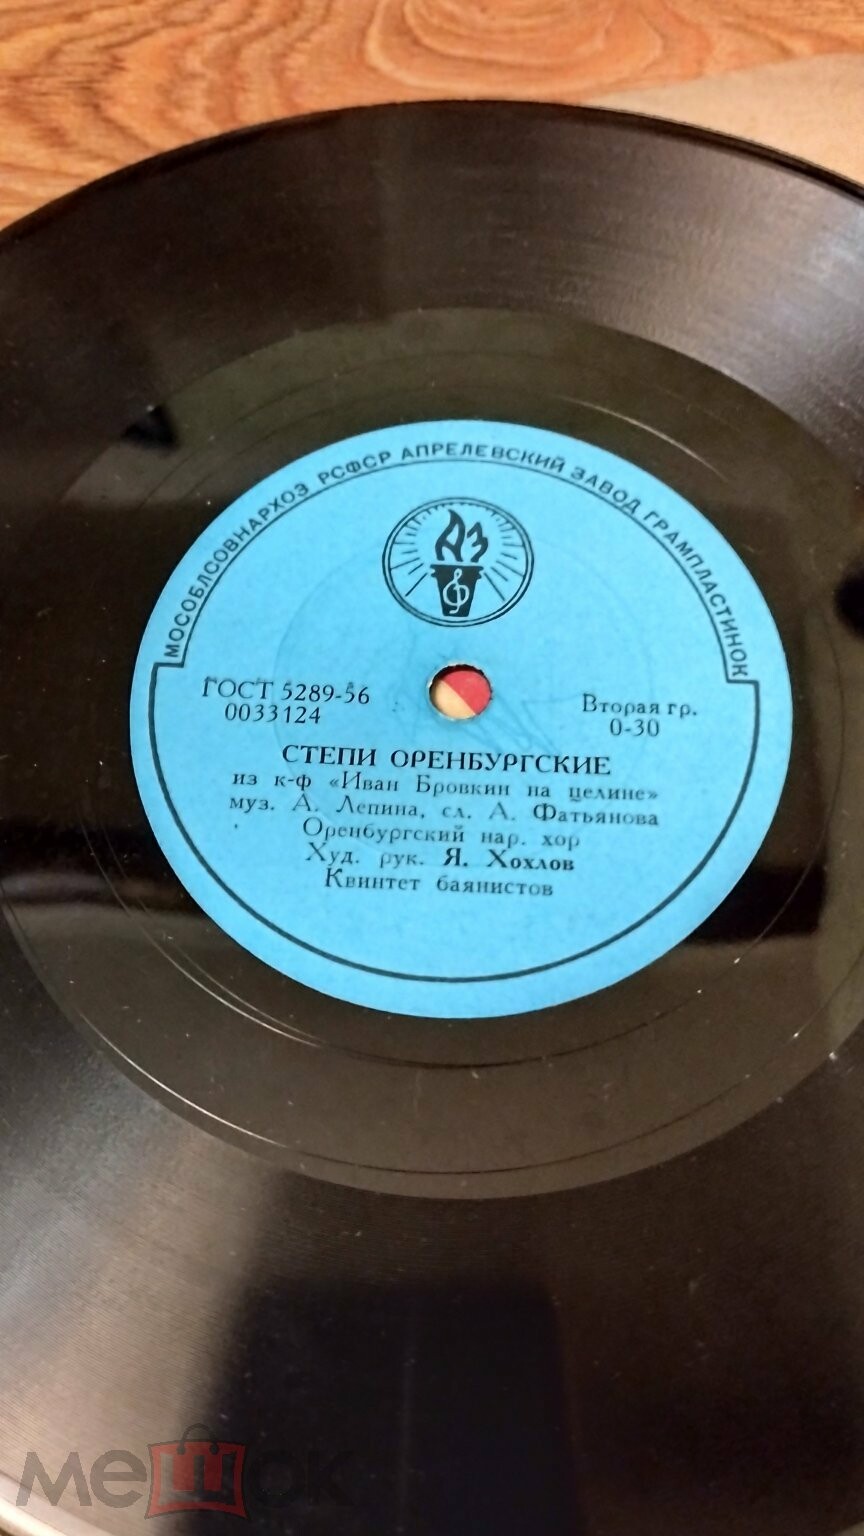 МОСОБЛСОВНАРХОЗ РСФСР АПРЕЛЕВСКИЙ ЗАВОД ГРАМПЛАСТИНОК
АЗ
ГОСТ 5289-56
0033124
Вторая гр.
0-30
СТЕПИ ОРЕНБУРГСКИЕ
из к-ф «Иван Бровкин на целине»
муз. А. Лепина, сл. А. Фатьянова
Оренбургский нар. хор
Худ. рук. Я. Хохлов
Квинтет баянистов
мешок